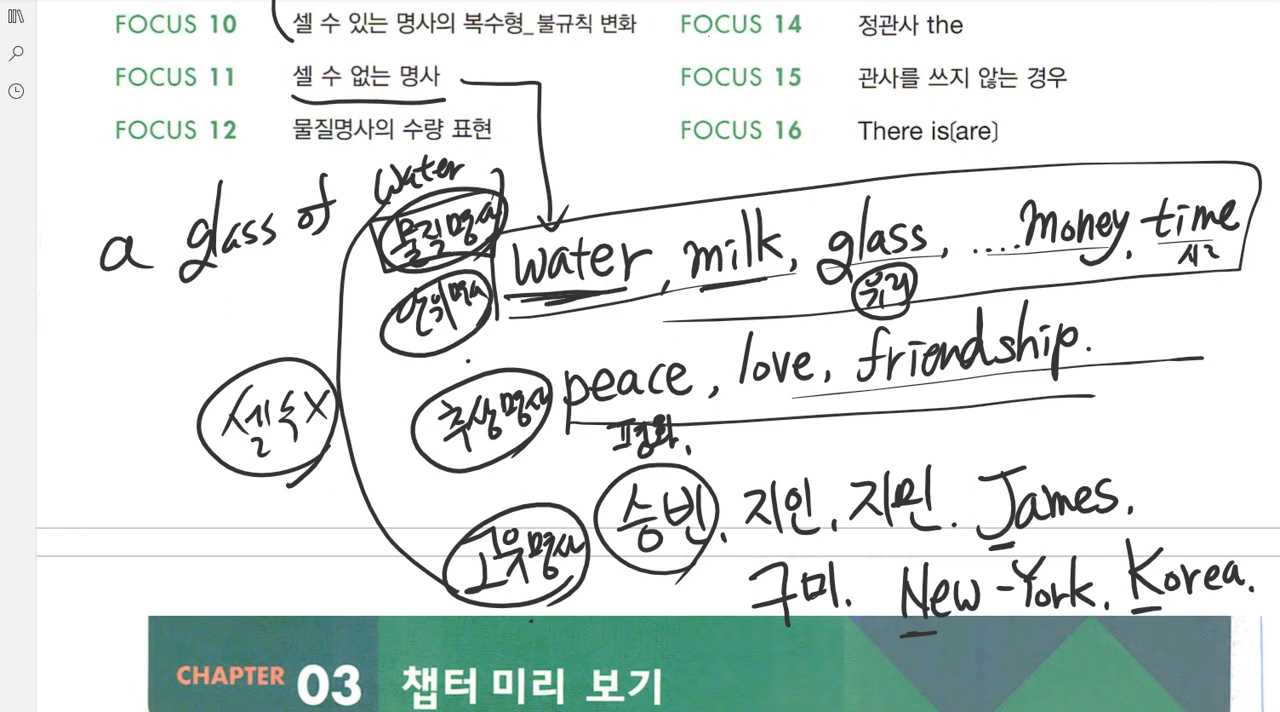 FOCUS 10 셀 수 있는 명사의 복수형_불규칙 변화 FOCUS 14 정관사 the
FOCUS 11 셀 수 없는 명사 FOCUS 15 관사를 쓰지 않는 경우
FOCUS 12 물질명사의 수량 표현 FOCUS 16 There is(are)
a glass of water
물질명사 water, milk, glass, .... money, time
유리
단위명사
셀 수 X
추상명사 peace, love, friendship.
평화.
고유명사 승빈, 지인, 지민. James.
구미. New-York. Korea.
CHAPTER 03 챕터 미리 보기